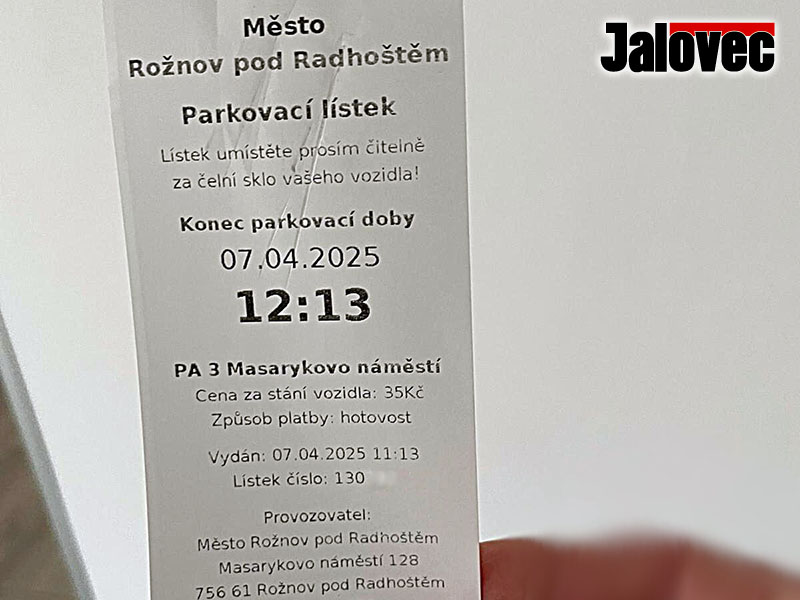 Jalovec
Město
Rožnov pod Radhoštěm
Parkovací lístek
Lístek umístěte prosím čitelně
za čelní sklo vašeho vozidla!
Konec parkovací doby
07.04.2025
12:13
PA 3 Masarykovo náměstí
Cena za stání vozidla: 35Kč
Způsob platby: hotovost
Vydán: 07.04.2025 11:13
Lístek číslo: 130
Provozovatel:
Město Rožnov pod Radhoštěm
Masarykovo náměstí 128
756 61 Rožnov pod Radhoštěm